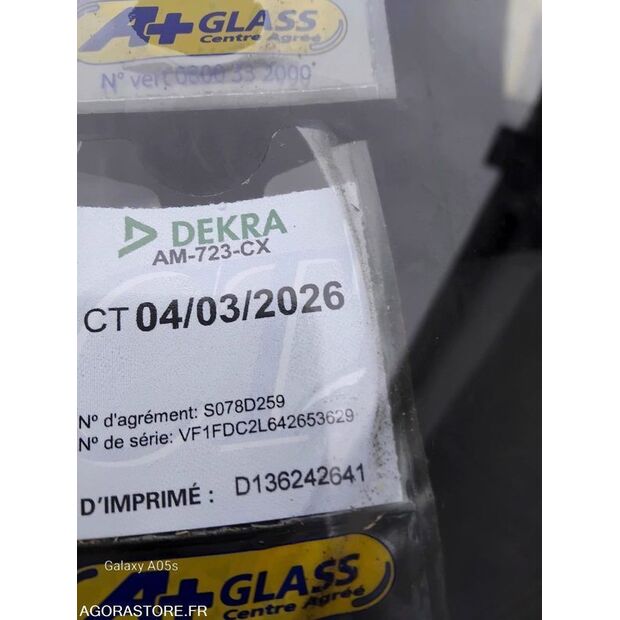 A+GLASS
Centre Agréé
N° vert 0800 33 2000
DEKRA
AM-723-CX
CT 04/03/2026
N° d'agrément: S078D259
N° de série: VF1FDC2L642653629
D'IMPRIMÉ : D136242641
A+GLASS
Centre Agréé
Galaxy A05s
AGORASTORE.FR